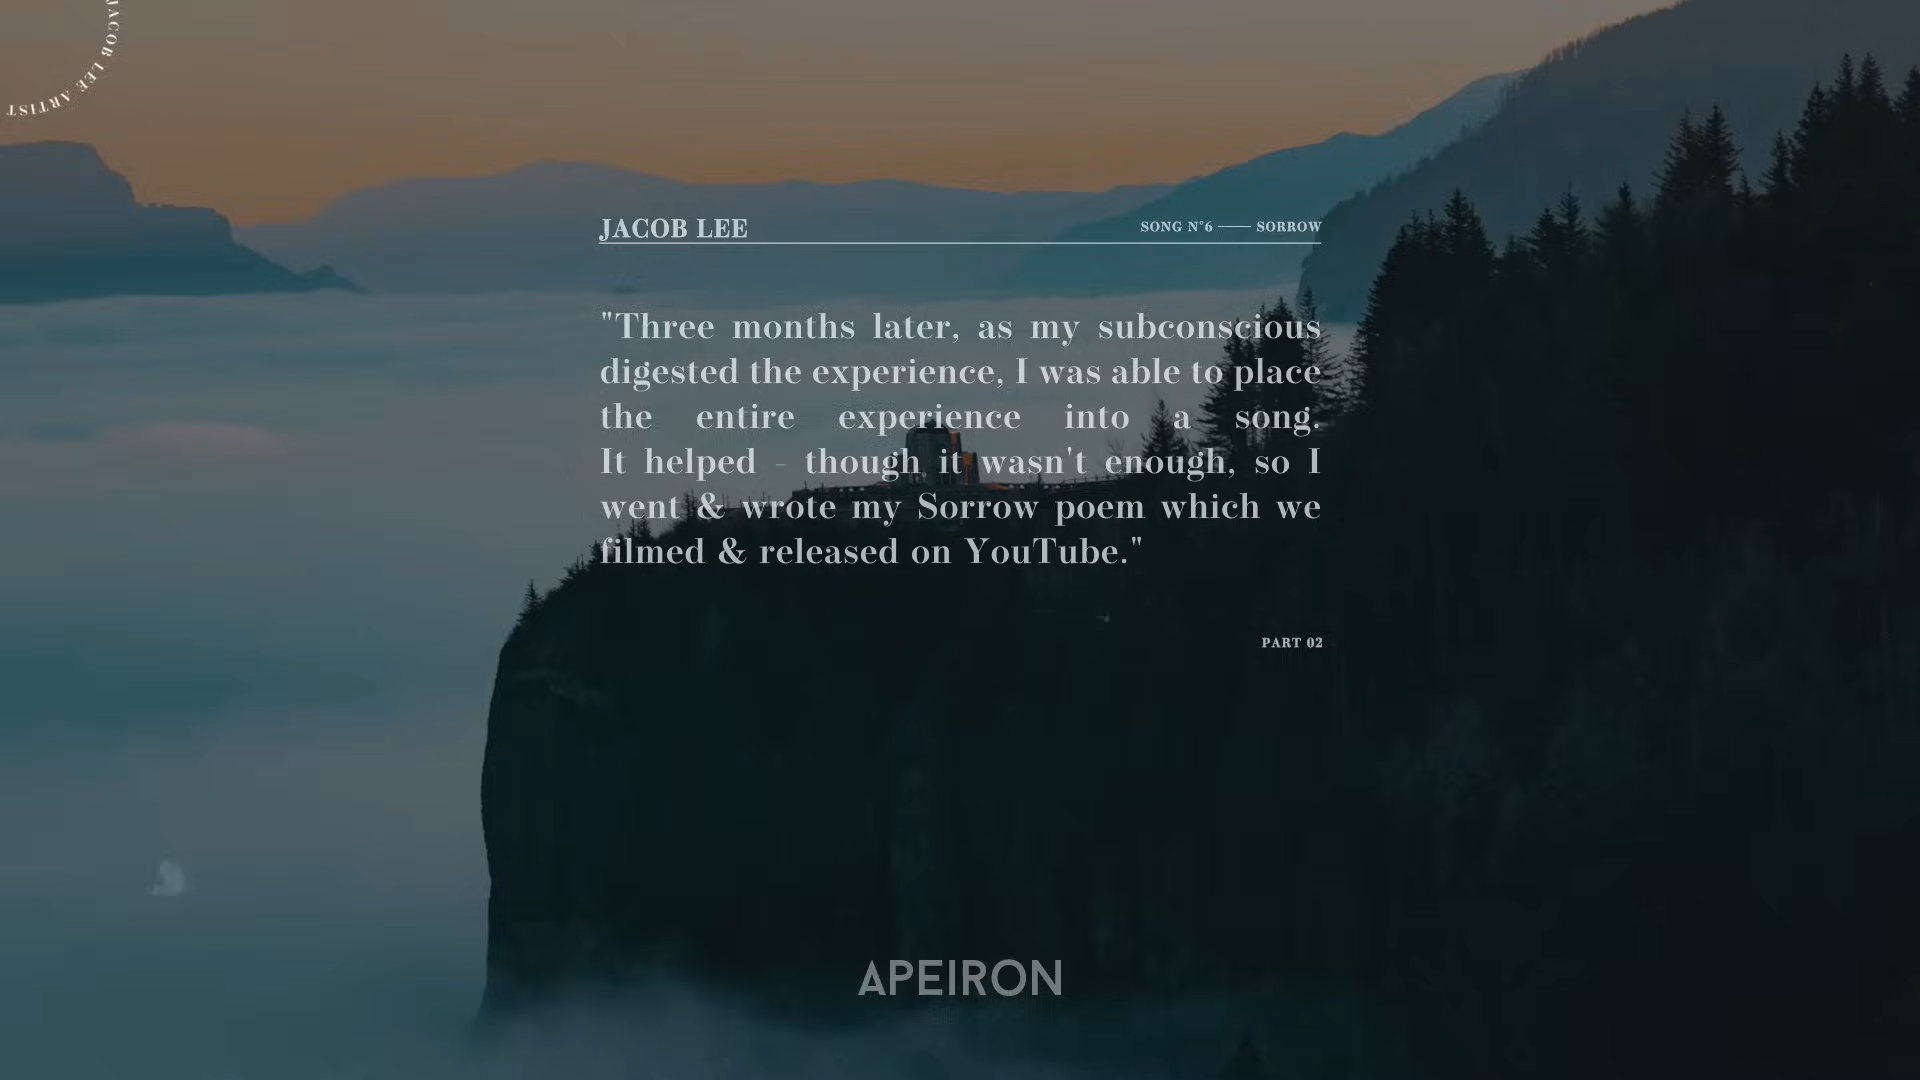 JACOB LEE ARTIST
JACOB LEE
SONG N°6 —— SORROW
"Three months later, as my subconscious
digested the experience, I was able to place
the entire experience into a song.
It helped - though it wasn't enough, so I
went & wrote my Sorrow poem which we
filmed & released on YouTube."
PART 02
APEIRON